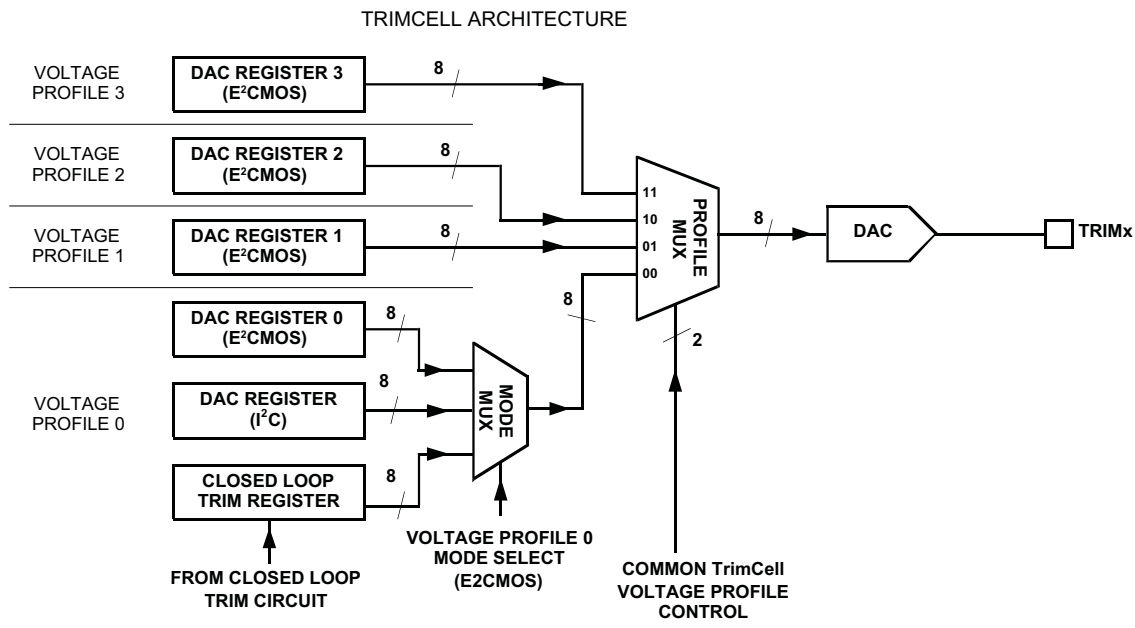 TRIMCELL ARCHITECTURE
VOLTAGE
PROFILE 3
DAC REGISTER 3
(E²CMOS)
8
VOLTAGE
PROFILE 2
DAC REGISTER 2
(E²CMOS)
8
VOLTAGE
PROFILE 1
DAC REGISTER 1
(E²CMOS)
8
11
10
01
00
PROFILE
MUX
8
DAC
TRIMx
2
8
VOLTAGE
PROFILE 0
DAC REGISTER 0
(E²CMOS)
8
DAC REGISTER
(I²C)
8
CLOSED LOOP
TRIM REGISTER
8
MODE
MUX
FROM CLOSED LOOP
TRIM CIRCUIT
VOLTAGE PROFILE 0
MODE SELECT
(E2CMOS)
COMMON TrimCell
VOLTAGE PROFILE
CONTROL